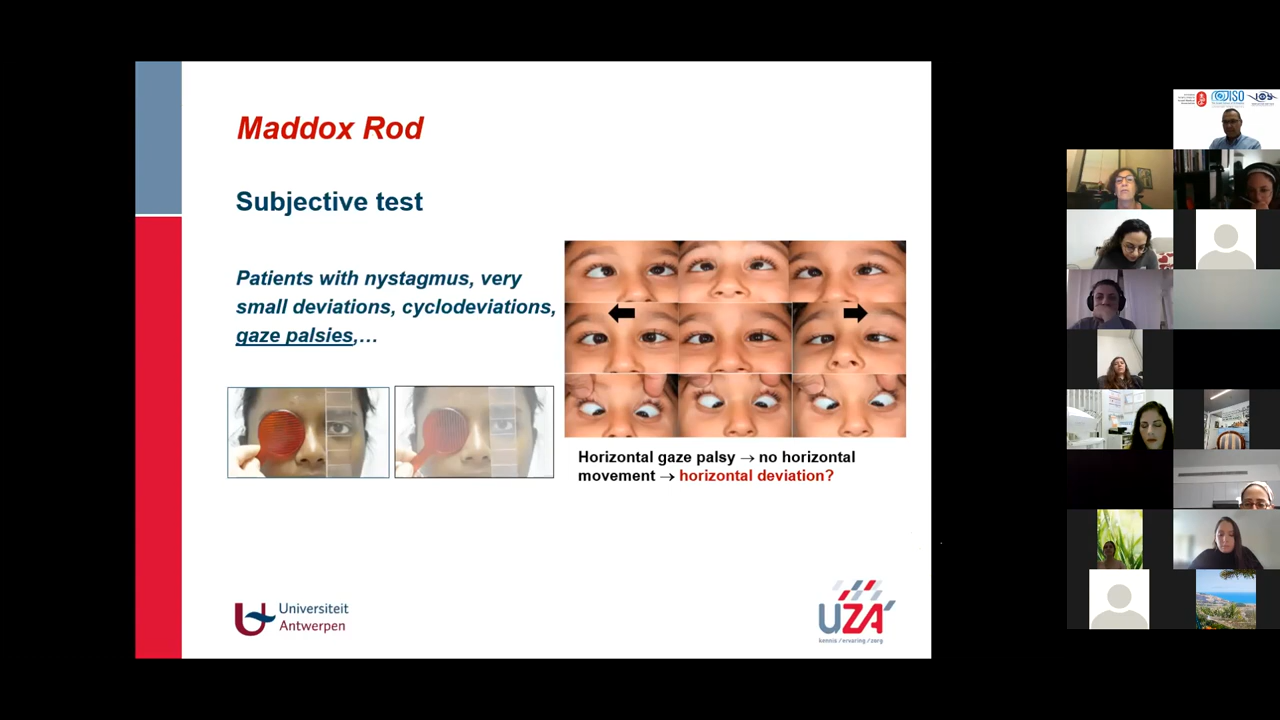 Maddox Rod
Subjective test
Patients with nystagmus, very
small deviations, cyclodeviations,
gaze palsies,...
Horizontal gaze palsy → no horizontal
movement → horizontal deviation?
Universiteit
Antwerpen
UZA
kennis / ervaring / zorg
ISO